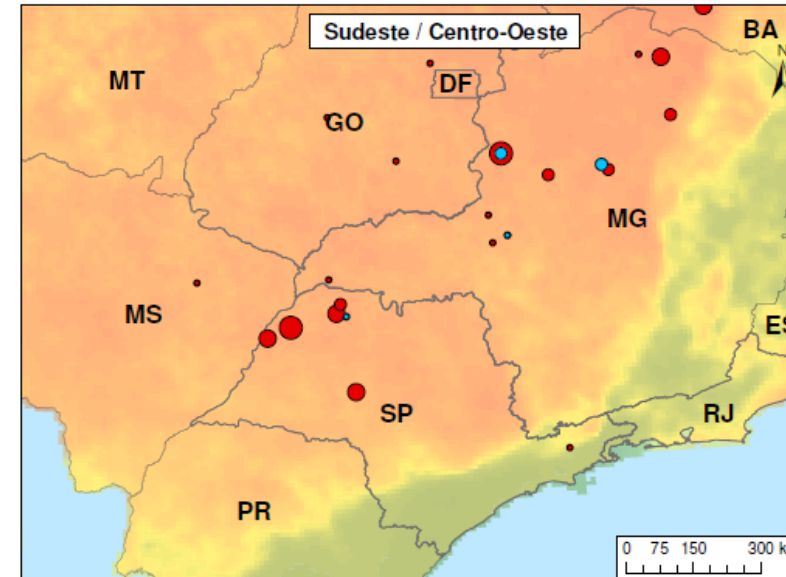 Sudeste / Centro-Oeste
BA
N
MT
DF
GO
MG
MS
ES
SP
RJ
PR
0 75 150 300 k